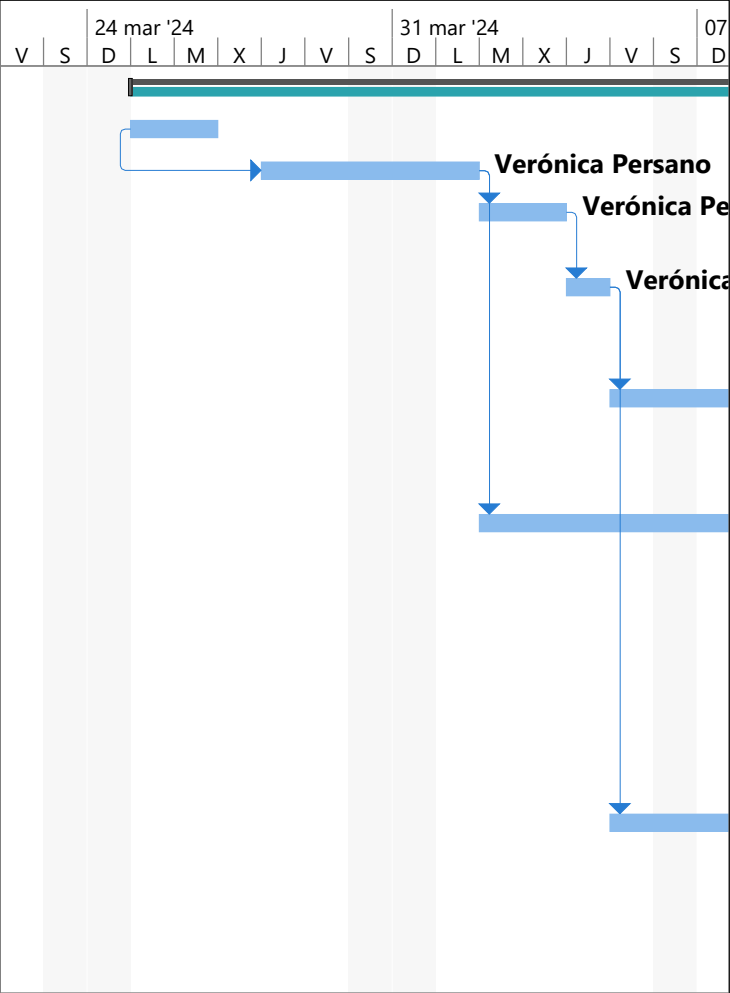 24 mar '24 31 mar '24 07
V S D L M X J V S D L M X J V S D
Verónica Persano
Verónica Pe
Verónica